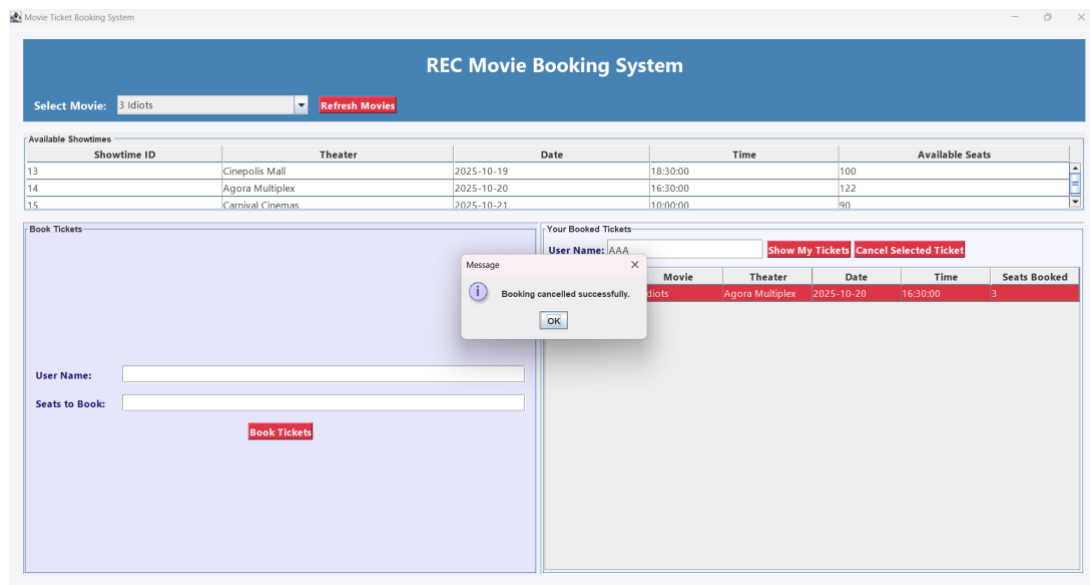 Movie Ticket Booking System
REC Movie Booking System
Select Movie: 3 Idiots Refresh Movies
Available Showtimes
Showtime ID Theater Date Time Available Seats
13 Cinepolis Mall 2025-10-19 18:30:00 100
14 Agora Multiplex 2025-10-20 16:30:00 122
15 Carnival Cinemas 2025-10-21 10:00:00 90
Book Tickets
User Name:
Seats to Book:
Book Tickets
Your Booked Tickets
User Name: AAA Show My Tickets Cancel Selected Ticket
Movie Theater Date Time Seats Booked
diots Agora Multiplex 2025-10-20 16:30:00 3
Message
Booking cancelled successfully.
OK